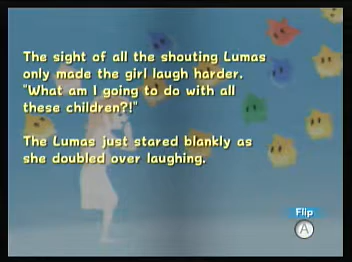 The sight of all the shouting Lumas
only made the girl laugh harder.
"What am I going to do with all
these children?!"
The Lumas just stared blankly as
she doubled over laughing.
Flip
A